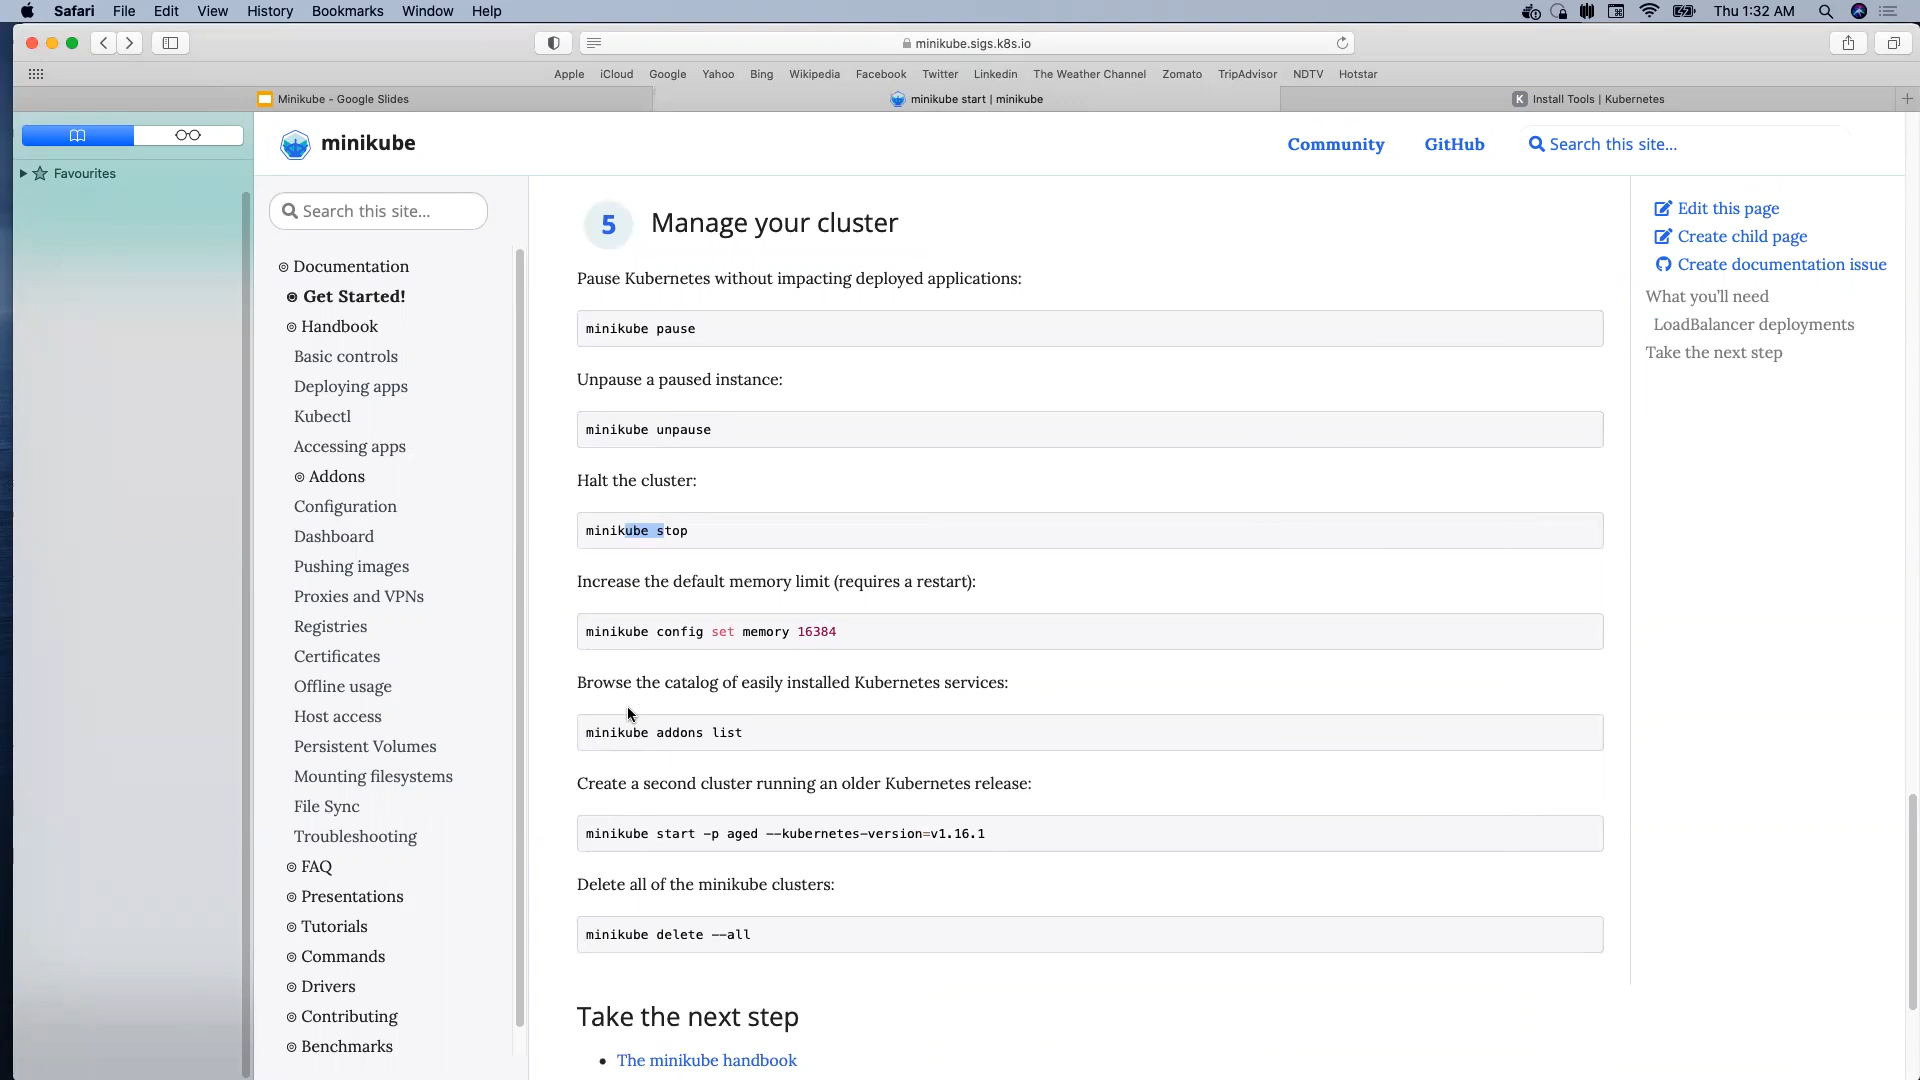 Safari File Edit View History Bookmarks Window Help Thu 1:32 AM
minikube.sigs.k8s.io
Apple iCloud Google Yahoo Bing Wikipedia Facebook Twitter Linkedin The Weather Channel Zomato TripAdvisor NDTV Hotstar
Minikube - Google Slides
minikube start | minikube
K Install Tools | Kubernetes
Favourites
minikube
Community
GitHub
Search this site...
Search this site...
Documentation
Get Started!
Handbook
Basic controls
Deploying apps
Kubectl
Accessing apps
Addons
Configuration
Dashboard
Pushing images
Proxies and VPNs
Registries
Certificates
Offline usage
Host access
Persistent Volumes
Mounting filesystems
File Sync
Troubleshooting
FAQ
Presentations
Tutorials
Commands
Drivers
Contributing
Benchmarks
5 Manage your cluster
Pause Kubernetes without impacting deployed applications:
minikube pause
Unpause a paused instance:
minikube unpause
Halt the cluster:
minikube stop
Increase the default memory limit (requires a restart):
minikube config set memory 16384
Browse the catalog of easily installed Kubernetes services:
minikube addons list
Create a second cluster running an older Kubernetes release:
minikube start -p aged --kubernetes-version=v1.16.1
Delete all of the minikube clusters:
minikube delete --all
Take the next step
• The minikube handbook
Edit this page
Create child page
Create documentation issue
What you'll need
LoadBalancer deployments
Take the next step